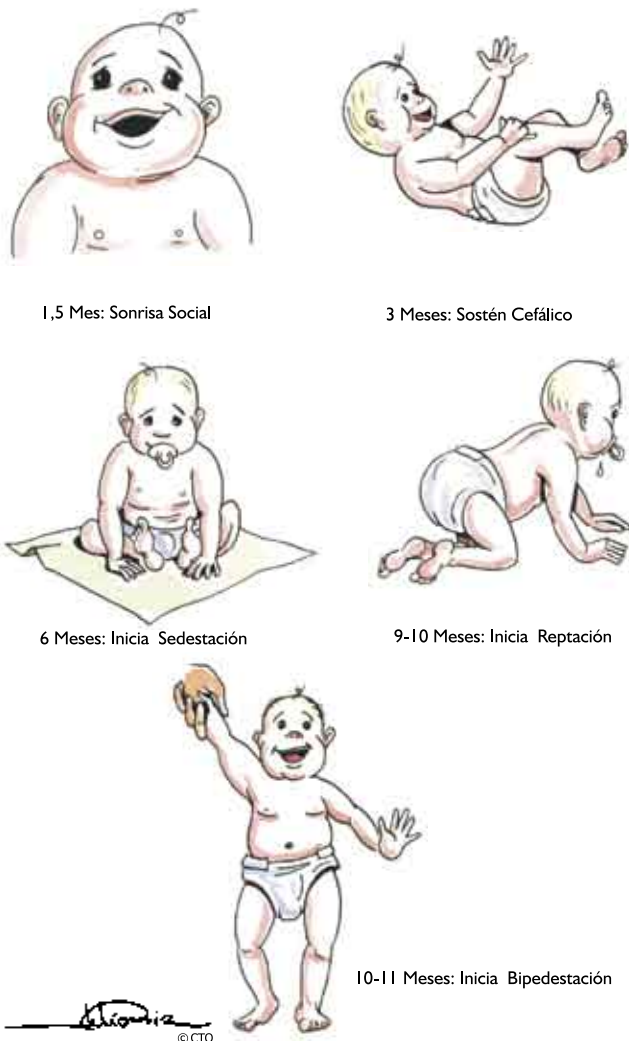 1,5 Mes: Sonrisa Social
3 Meses: Sostén Cefálico
6 Meses: Inicia Sedestación
9-10 Meses: Inicia Reptación
10-11 Meses: Inicia Bipedestación
© CTO